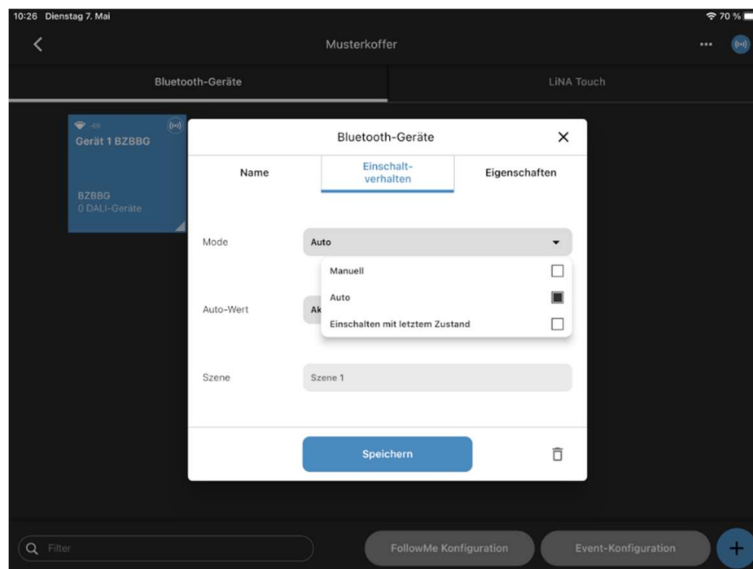 10:26 Dienstag 7. Mai
70 %
Musterkoffer
Bluetooth-Geräte
LiNA Touch
Gerät 1 BZBBG
BZBBG
0 DALI-Geräte
Bluetooth-Geräte
Name
Einschalt-
verhalten
Eigenschaften
Mode
Auto
Manuell
Auto
Einschalten mit letztem Zustand
Auto-Wert
Ak
Szene
Szene 1
Speichern
Filter
FollowMe Konfiguration
Event-Konfiguration